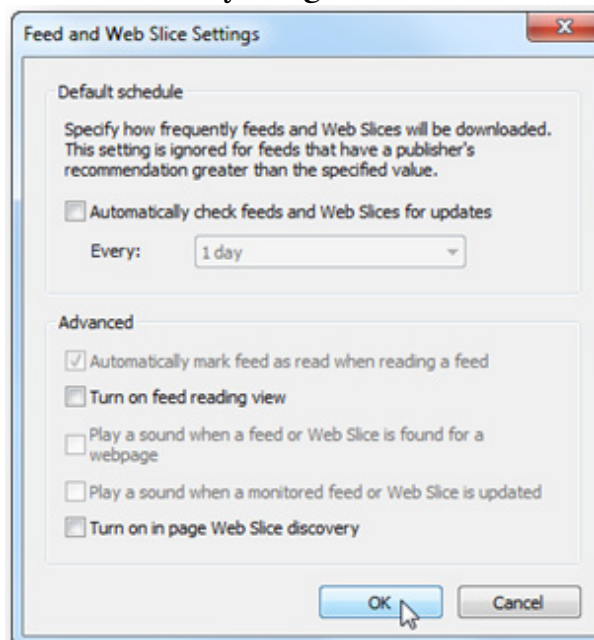 Feed and Web Slice Settings
Default schedule
Specify how frequently feeds and Web Slices will be downloaded.
This setting is ignored for feeds that have a publisher's
recommendation greater than the specified value.
Automatically check feeds and Web Slices for updates
Every: 1 day
Advanced
Automatically mark feed as read when reading a feed
Turn on feed reading view
Play a sound when a feed or Web Slice is found for a
webpage
Play a sound when a monitored feed or Web Slice is updated
Turn on in page Web Slice discovery
OK Cancel